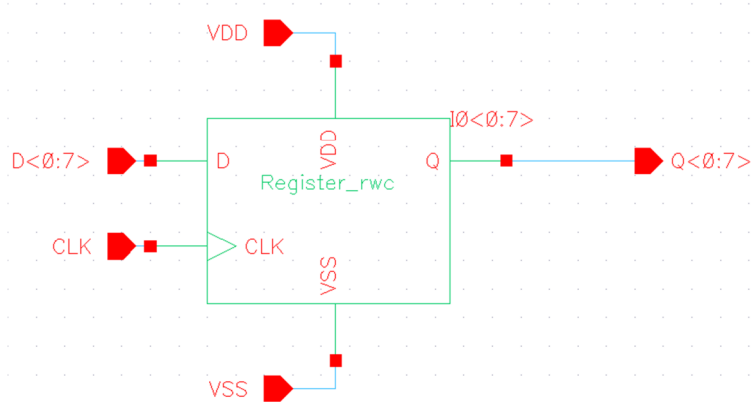 VDD
I0<0:7>
D<0:7>
D
VDD
Q
Q<0:7>
Register_rwc
CLK
CLK
VSS
VSS